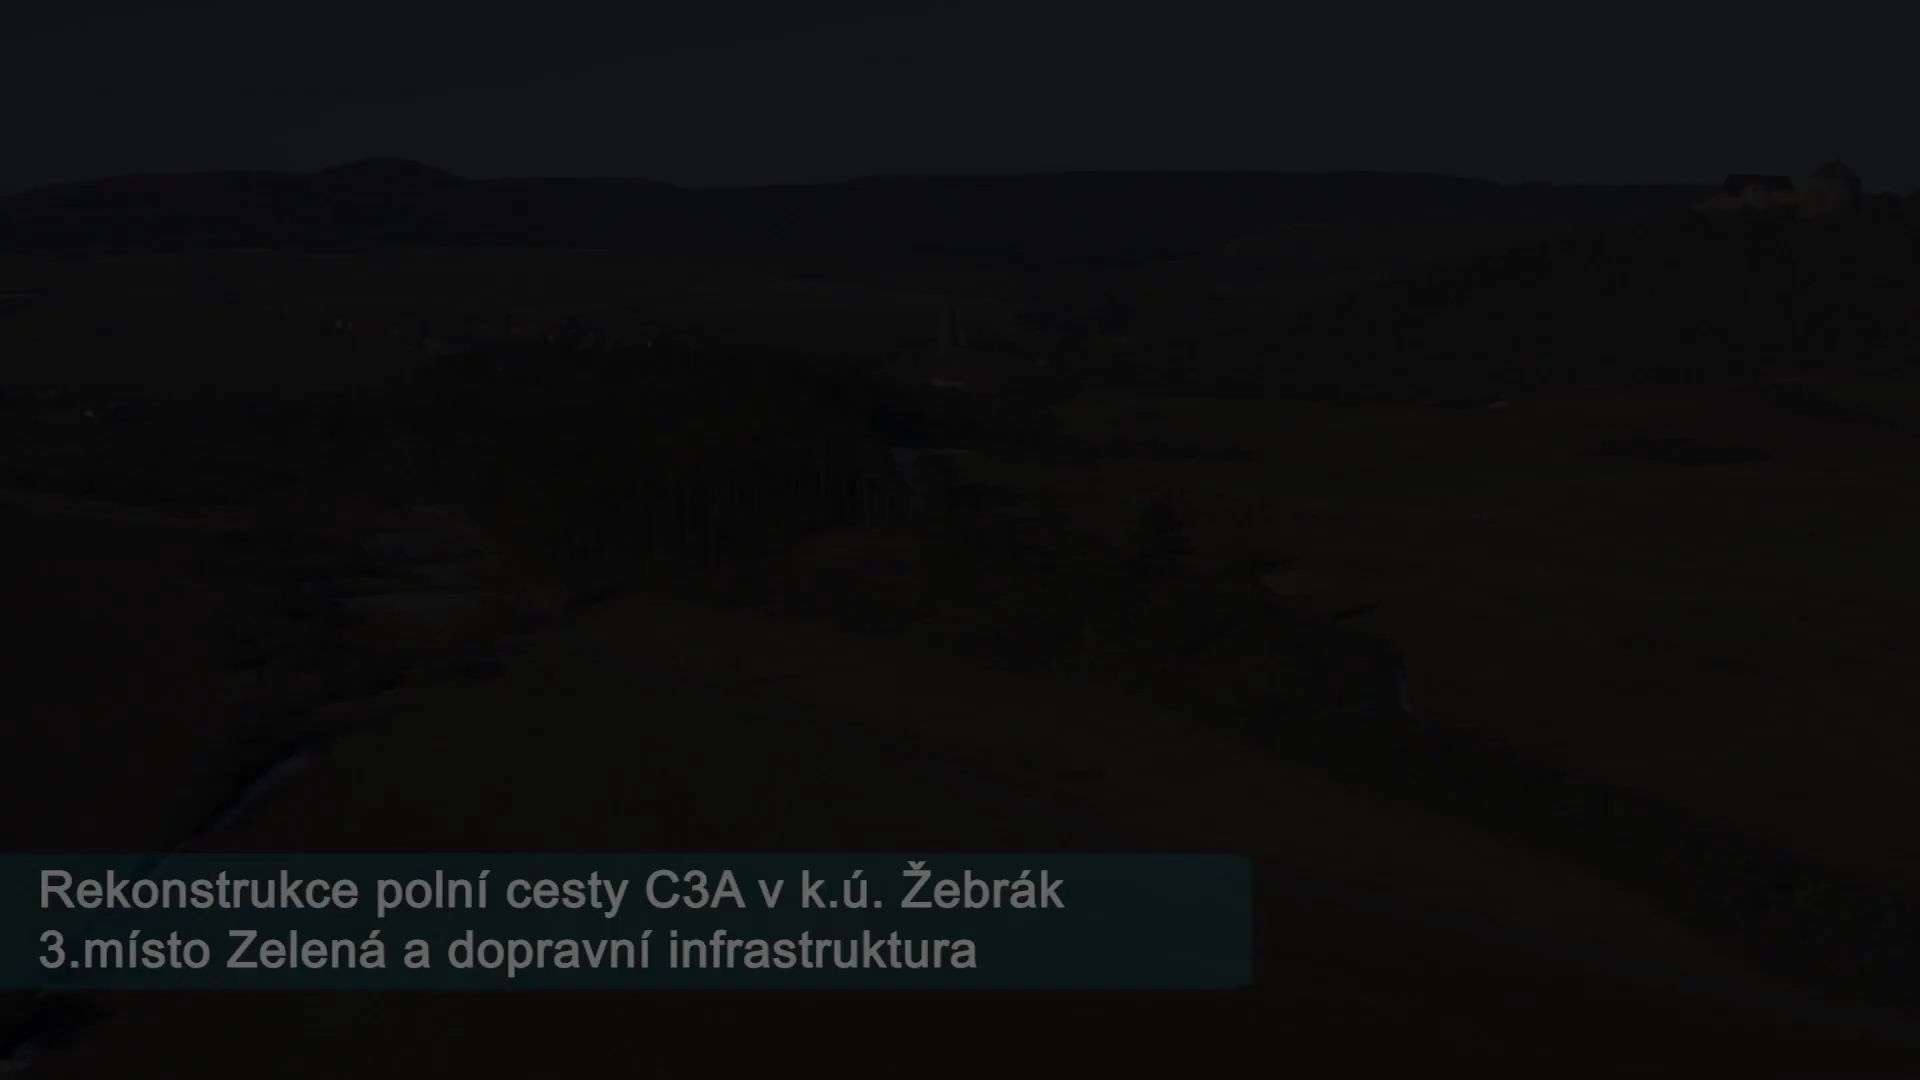 Rekonstrukce polní cesty C3A v k.ú. Žebrák
3.místo Zelená a dopravní infrastruktura